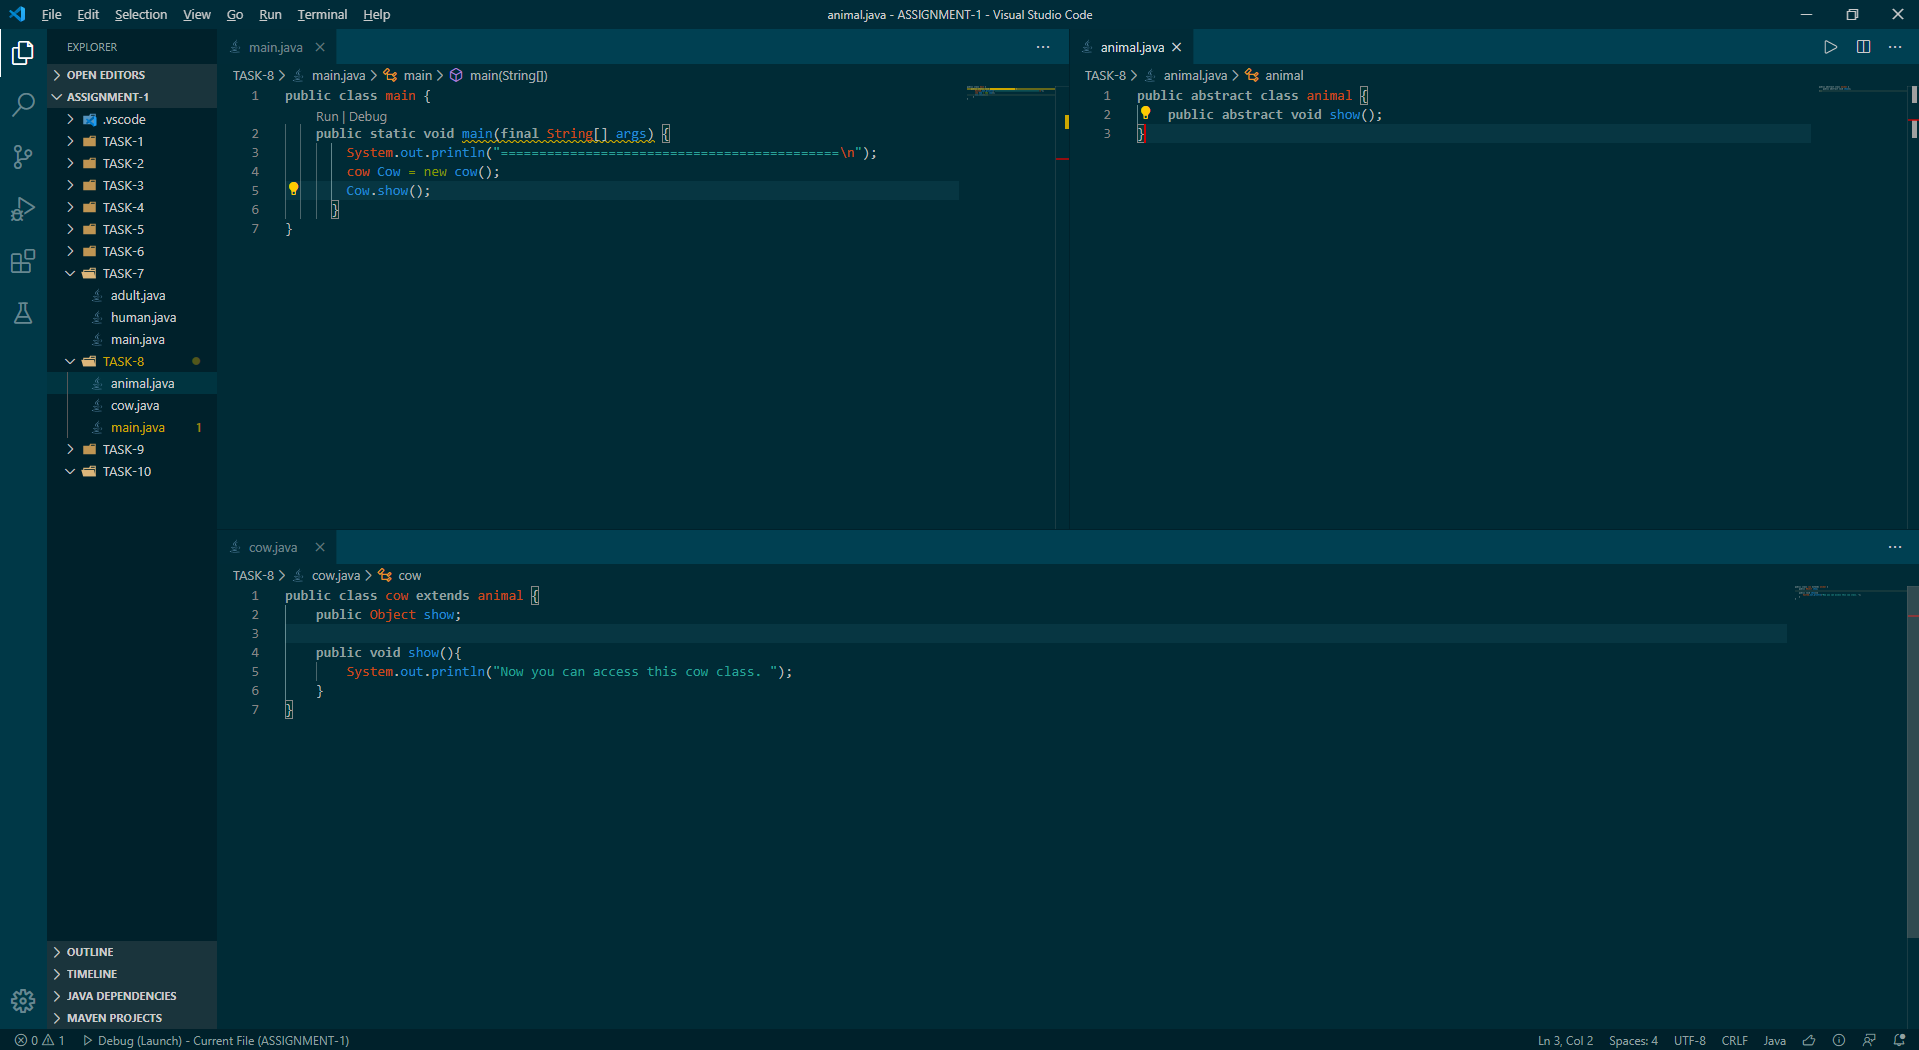 File Edit Selection View Go Run Terminal Help
animal.java - ASSIGNMENT-1 - Visual Studio Code
EXPLORER
OPEN EDITORS
ASSIGNMENT-1
.vscode
TASK-1
TASK-2
TASK-3
TASK-4
TASK-5
TASK-6
TASK-7
adult.java
human.java
main.java
TASK-8
animal.java
cow.java
main.java 1
TASK-9
TASK-10
OUTLINE
TIMELINE
JAVA DEPENDENCIES
MAVEN PROJECTS
main.java
TASK-8 > main.java > main > main(String[])
1 public class main {
Run | Debug
2 public static void main(final String[] args) {
3 System.out.println("============================================\n");
4 cow Cow = new cow();
5 Cow.show();
6 }
7 }
animal.java
TASK-8 > animal.java > animal
1 public abstract class animal {
2 public abstract void show();
3 }
cow.java
TASK-8 > cow.java > cow
1 public class cow extends animal {
2 public Object show;
3
4 public void show(){
5 System.out.println("Now you can access this cow class. ");
6 }
7 }
0 1 Debug (Launch) - Current File (ASSIGNMENT-1)
Ln 3, Col 2 Spaces: 4 UTF-8 CRLF Java